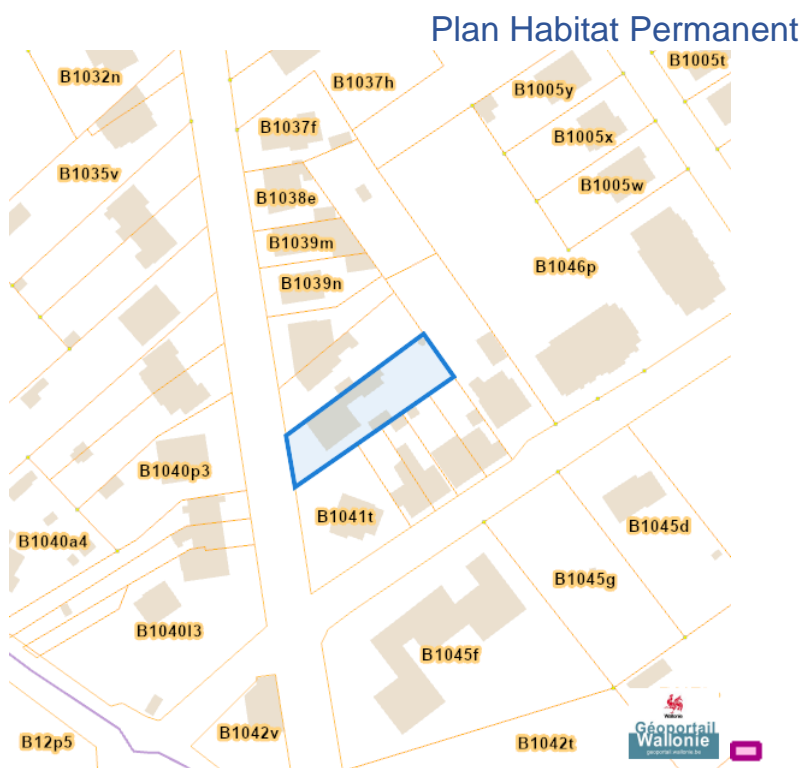 Plan Habitat Permanent
B1032n
B1037h
B1005t
B1005y
B1037f
B1005x
B1035v
B1005w
B1038e
B1039m
B1046p
B1039n
B1040p3
B1041t
B1045d
B1040a4
B1045g
B1040l3
B1045f
B12p5
B1042v
B1042t
Wallonie
Géoportail
Wallonie
geoportail.wallonie.be